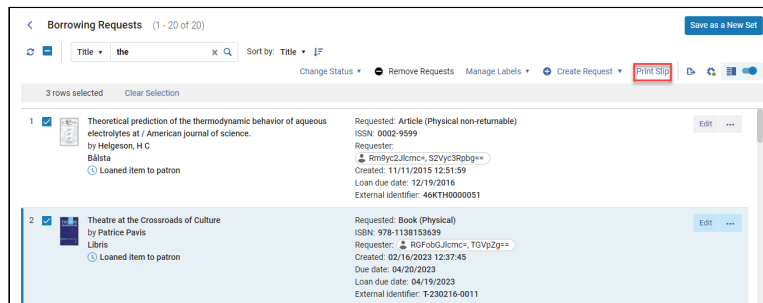 Borrowing Requests (1 - 20 of 20) Save as a New Set
Title the Sort by: Title
Change Status Remove Requests Manage Labels Create Request Print Slip
3 rows selected Clear Selection
1 Theoretical prediction of the thermodynamic behavior of aqueous
electrolytes at / American journal of science.
by Helgeson, H C
Bålsta
Loaned item to patron
Requested: Article (Physical non-returnable)
ISSN: 0002-9599
Requester:
Rm9yc2Jlcmc=, S2Vyc3Rpbg==
Created: 11/11/2015 12:51:59
Loan due date: 12/19/2016
External identifier: 46KTH0000051
Edit ...
2 Theatre at the Crossroads of Culture
by Patrice Pavis
Libris
Loaned item to patron
Requested: Book (Physical)
ISBN: 978-1138153639
Requester: RGFobGJlcmc=, TGVpZg==
Created: 02/16/2023 12:37:45
Due date: 04/20/2023
Loan due date: 04/19/2023
External identifier: T-230216-0011
Edit ...